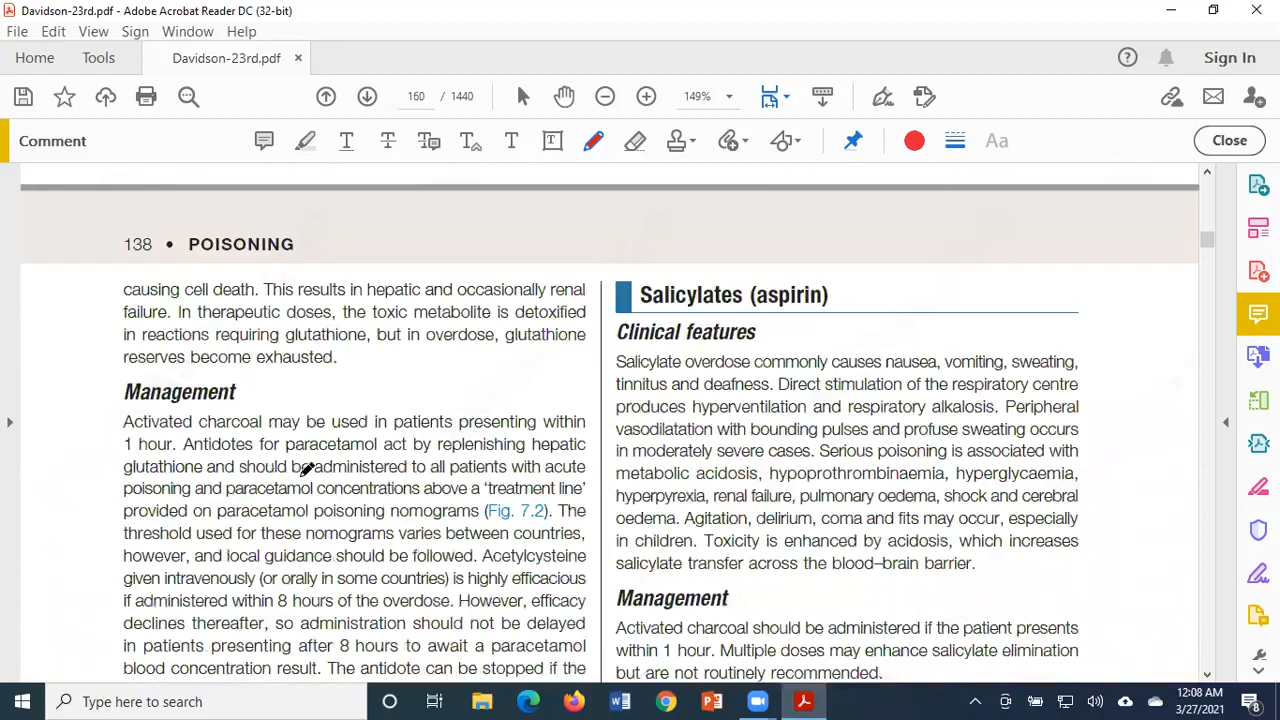 Davidson-23rd.pdf - Adobe Acrobat Reader DC (32-bit)
File Edit View Sign Window Help
Home Tools Davidson-23rd.pdf × Sign In
160 / 1440 149%
Comment Aa Close
138 • POISONING
causing cell death. This results in hepatic and occasionally renal
failure. In therapeutic doses, the toxic metabolite is detoxified
in reactions requiring glutathione, but in overdose, glutathione
reserves become exhausted.
Management
Activated charcoal may be used in patients presenting within
1 hour. Antidotes for paracetamol act by replenishing hepatic
glutathione and should be administered to all patients with acute
poisoning and paracetamol concentrations above a ‘treatment line’
provided on paracetamol poisoning nomograms (Fig. 7.2). The
threshold used for these nomograms varies between countries,
however, and local guidance should be followed. Acetylcysteine
given intravenously (or orally in some countries) is highly efficacious
if administered within 8 hours of the overdose. However, efficacy
declines thereafter, so administration should not be delayed
in patients presenting after 8 hours to await a paracetamol
blood concentration result. The antidote can be stopped if the
Salicylates (aspirin)
Clinical features
Salicylate overdose commonly causes nausea, vomiting, sweating,
tinnitus and deafness. Direct stimulation of the respiratory centre
produces hyperventilation and respiratory alkalosis. Peripheral
vasodilatation with bounding pulses and profuse sweating occurs
in moderately severe cases. Serious poisoning is associated with
metabolic acidosis, hypoprothrombinaemia, hyperglycaemia,
hyperpyrexia, renal failure, pulmonary oedema, shock and cerebral
oedema. Agitation, delirium, coma and fits may occur, especially
in children. Toxicity is enhanced by acidosis, which increases
salicylate transfer across the blood–brain barrier.
Management
Activated charcoal should be administered if the patient presents
within 1 hour. Multiple doses may enhance salicylate elimination
but are not routinely recommended.
Type here to search
12:08 AM
3/27/2021
8